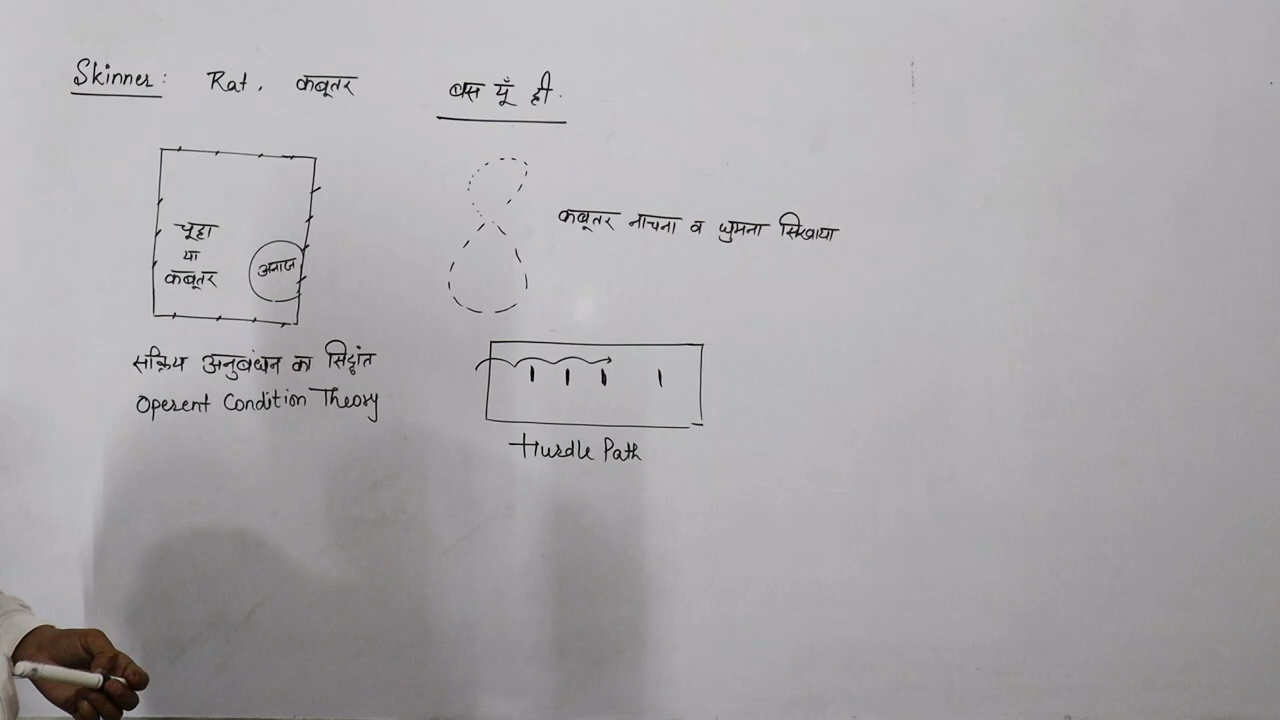 Skinner: Rat, कबूतर
बस यूँ ही.
कबूतर नाचना व घुमना सिखाया
चूहा
या
कबूतर
अनाज
सक्रिय अनुबंधन का सिद्धांत
Operent Condition Theory
Hurdle Path